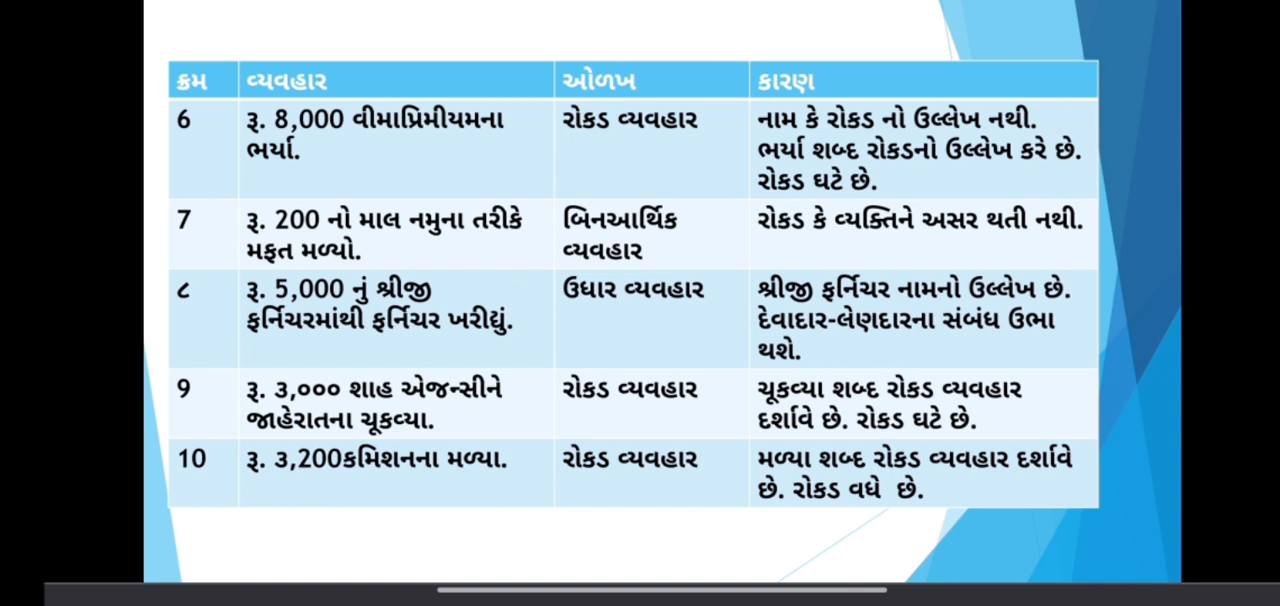 ક્રમ વ્યવહાર ઓળખ કારણ
6 રૂ. 8,000 વીમાપ્રિમીયમના રોકડ વ્યવહાર નામ કે રોકડ નો ઉલ્લેખ નથી.
ભર્યા. ભર્યા શબ્દ રોકડનો ઉલ્લેખ કરે છે.
રોકડ ઘટે છે.
7 રૂ. 200 નો માલ નમુના તરીકે બિનઆર્થિક રોકડ કે વ્યક્તિને અસર થતી નથી.
મફત મળ્યો. વ્યવહાર
૮ રૂ. 5,000 નું શ્રીજી ઉધાર વ્યવહાર શ્રીજી ફર્નિચર નામનો ઉલ્લેખ છે.
ફર્નિચરમાંથી ફર્નિચર ખરીદ્યું. દેવાદાર-લેણદારના સંબંધ ઉભા
થશે.
9 રૂ. ૩,૦૦૦ શાહ એજન્સીને રોકડ વ્યવહાર ચૂકવ્યા શબ્દ રોકડ વ્યવહાર
જાહેરાતના ચૂકવ્યા. દર્શાવે છે. રોકડ ઘટે છે.
10 રૂ. ૩,200કમિશનના મળ્યા. રોકડ વ્યવહાર મળ્યા શબ્દ રોકડ વ્યવહાર દર્શાવે
છે. રોકડ વધે છે.